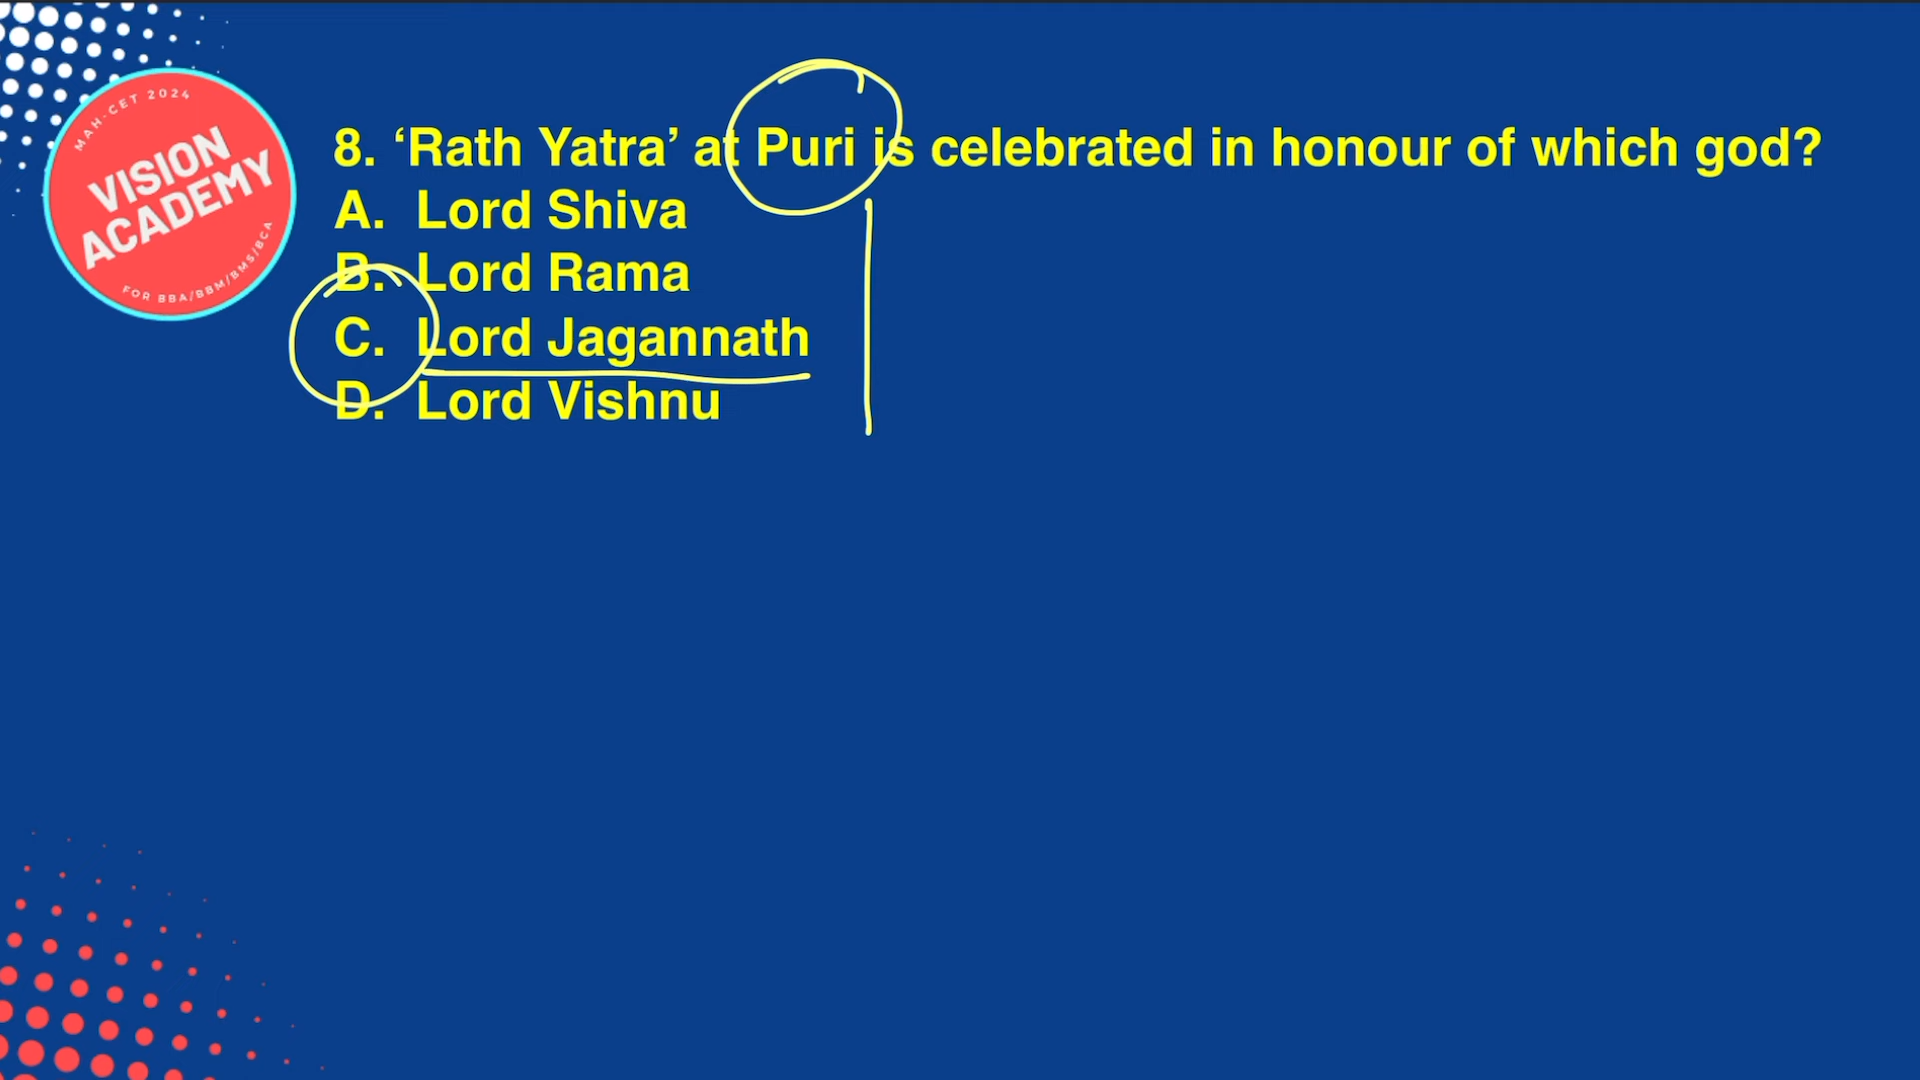 MAH-CET 2024
VISION
ACADEMY
FOR BBA/BBM/BMS/BCA
8. ‘Rath Yatra’ at Puri is celebrated in honour of which god?
A. Lord Shiva
B. Lord Rama
C. Lord Jagannath
D. Lord Vishnu